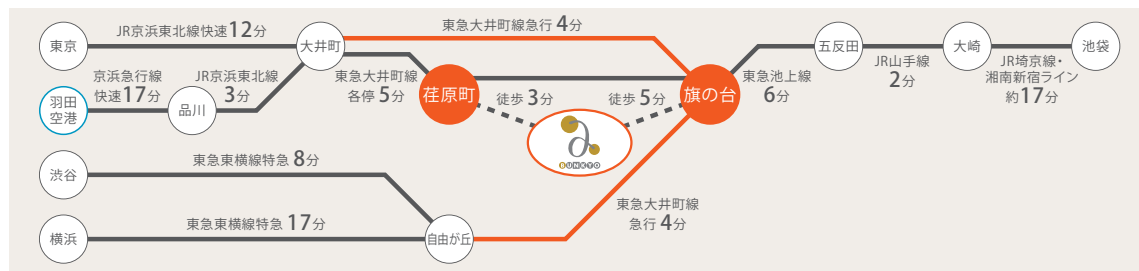 東京
JR京浜東北線快速12分
大井町
東急大井町線急行 4分
五反田
JR山手線
2分
大崎
JR埼京線・
湘南新宿ライン
約17分
池袋
羽田
空港
京浜急行線
快速17分
品川
JR京浜東北線
3分
東急大井町線
各停 5分
荏原町
徒歩 3分
徒歩 5分
旗の台
東急池上線
6分
BUNKYO
渋谷
東急東横線特急 8分
横浜
東急東横線特急 17分
自由が丘
東急大井町線
急行 4分